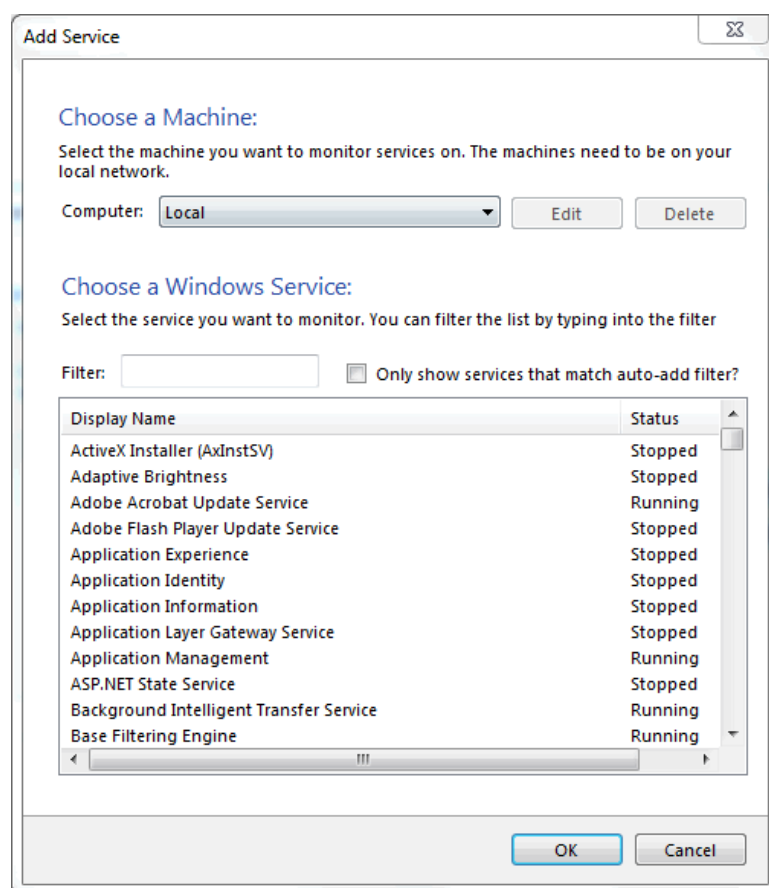 Add Service
Choose a Machine:
Select the machine you want to monitor services on. The machines need to be on your
local network.
Computer: Local Edit Delete
Choose a Windows Service:
Select the service you want to monitor. You can filter the list by typing into the filter
Filter: Only show services that match auto-add filter?
Display Name Status
ActiveX Installer (AxInstSV) Stopped
Adaptive Brightness Stopped
Adobe Acrobat Update Service Running
Adobe Flash Player Update Service Stopped
Application Experience Stopped
Application Identity Stopped
Application Information Stopped
Application Layer Gateway Service Stopped
Application Management Running
ASP.NET State Service Stopped
Background Intelligent Transfer Service Running
Base Filtering Engine Running
OK Cancel